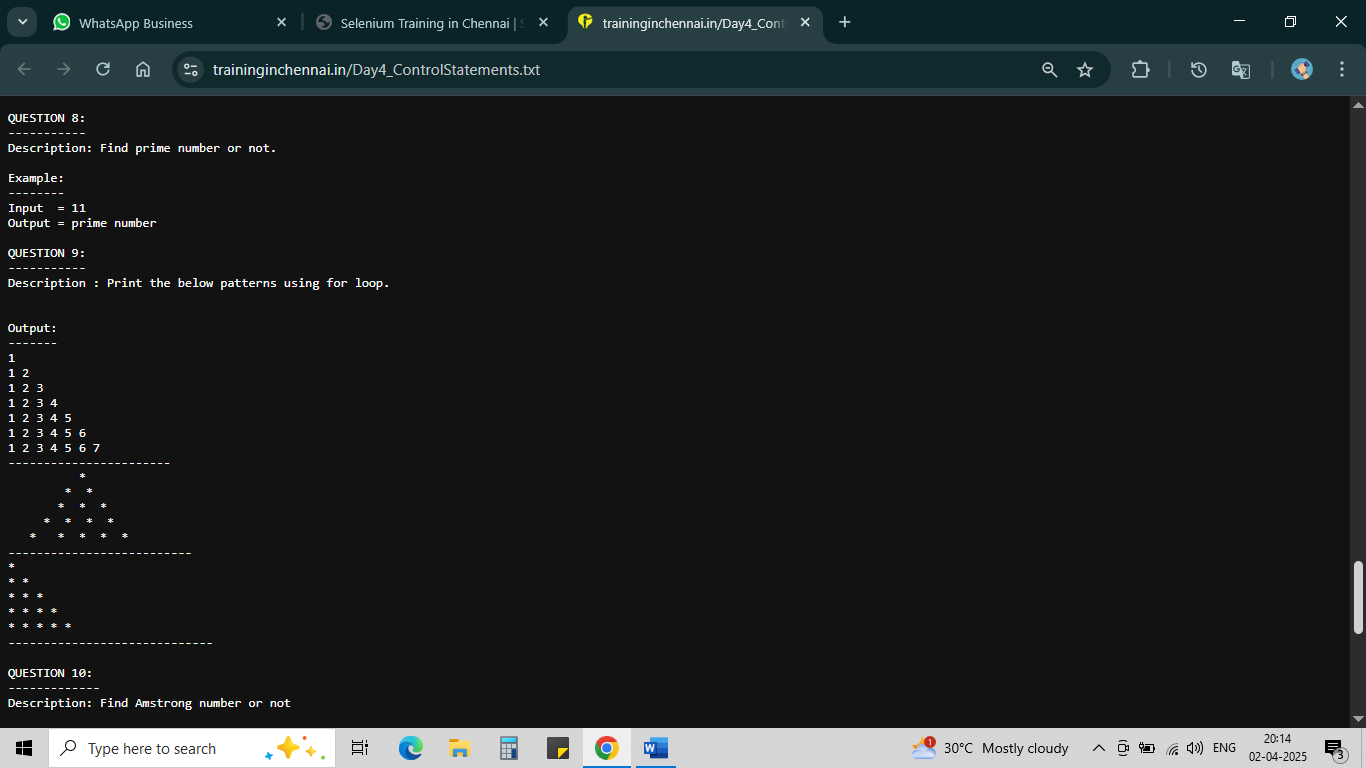 WhatsApp Business
Selenium Training in Chennai | S
traininginchennai.in/Day4_Cont
traininginchennai.in/Day4_ControlStatements.txt
QUESTION 8:
-----------
Description: Find prime number or not.
Example:
--------
Input  = 11
Output = prime number
QUESTION 9:
-----------
Description : Print the below patterns using for loop.
Output:
-------
1
1 2
1 2 3
1 2 3 4
1 2 3 4 5
1 2 3 4 5 6
1 2 3 4 5 6 7
-----------------------
          *
        *  *
       *  *  *
     *  *  *  *
   *   *  *  *  *
--------------------------
*
* *
* * *
* * * *
* * * * *
-----------------------------
QUESTION 10:
-------------
Description: Find Amstrong number or not
Type here to search
1
30°C Mostly cloudy
ENG
20:14
02-04-2025
3